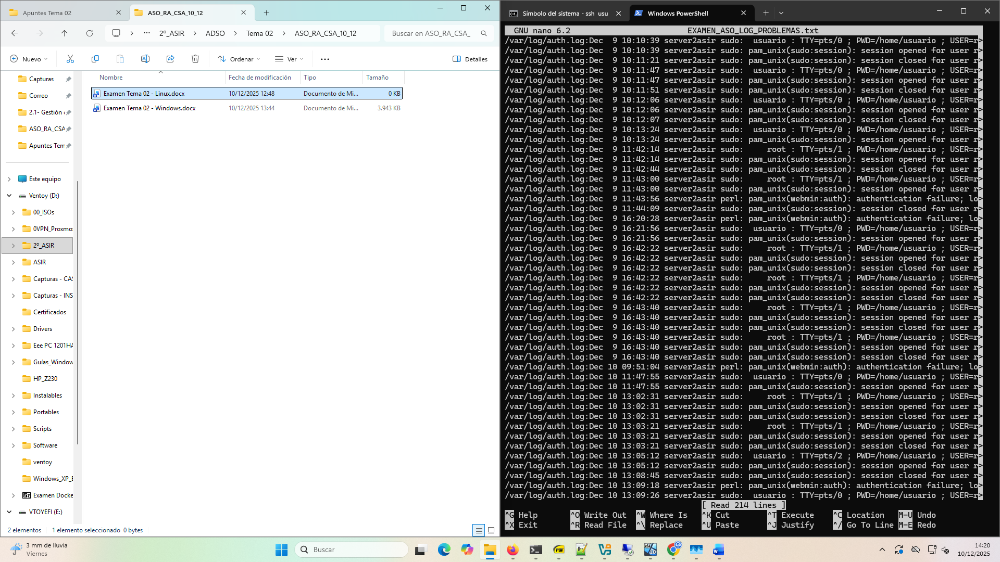 Apuntes Tema 02
ASO_RA_CSA_10_12
2º_ASIR
ADSO
Tema 02
ASO_RA_CSA_10_12
Buscar en ASO_RA_CSA_
Nuevo
Ordenar
Ver
Detalles
Nombre
Fecha de modificación
Tipo
Tamaño
Examen Tema 02 - Linux.docx
10/12/2025 12:48
Documento de Mi...
0 KB
Examen Tema 02 - Windows.docx
10/12/2025 13:44
Documento de Mi...
3.943 KB
Capturas
Correo
2.1- Gestión
ASO_RA_CSA
Apuntes Tem
Este equipo
Ventoy (D:)
00_ISOs
0VPN_Proxmo
2º_ASIR
ASIR
Capturas - CA
Capturas - INS
Certificados
Drivers
Eee PC 1201HA
Guías_Window
HP_Z230
Instalables
Portables
Scripts
Software
ventoy
Windows_XP_E
Examen Docke
VTOYEFI (E:)
2 elementos
1 elemento seleccionado 0 bytes
Símbolo del sistema - ssh usu
Windows PowerShell
GNU nano 6.2 EXAMEN_ASO_LOG_PROBLEMAS.txt
/var/log/auth.log:Dec  9 10:10:39 server2asir sudo:  usuario : TTY=pts/0 ; PWD=/home/usuario ; USER=r>
/var/log/auth.log:Dec  9 10:10:39 server2asir sudo: pam_unix(sudo:session): session opened for user r>
/var/log/auth.log:Dec  9 10:11:21 server2asir sudo: pam_unix(sudo:session): session closed for user r>
/var/log/auth.log:Dec  9 10:11:47 server2asir sudo:  usuario : TTY=pts/0 ; PWD=/home/usuario ; USER=r>
/var/log/auth.log:Dec  9 10:11:47 server2asir sudo: pam_unix(sudo:session): session opened for user r>
/var/log/auth.log:Dec  9 10:11:51 server2asir sudo: pam_unix(sudo:session): session closed for user r>
/var/log/auth.log:Dec  9 10:12:06 server2asir sudo:  usuario : TTY=pts/0 ; PWD=/home/usuario ; USER=r>
/var/log/auth.log:Dec  9 10:12:06 server2asir sudo: pam_unix(sudo:session): session opened for user r>
/var/log/auth.log:Dec  9 10:12:07 server2asir sudo: pam_unix(sudo:session): session closed for user r>
/var/log/auth.log:Dec  9 10:13:24 server2asir sudo:  usuario : TTY=pts/0 ; PWD=/home/usuario ; USER=r>
/var/log/auth.log:Dec  9 10:13:24 server2asir sudo: pam_unix(sudo:session): session opened for user r>
/var/log/auth.log:Dec  9 11:42:14 server2asir sudo:     root : TTY=pts/1 ; PWD=/home/usuario ; USER=r>
/var/log/auth.log:Dec  9 11:42:14 server2asir sudo: pam_unix(sudo:session): session opened for user r>
/var/log/auth.log:Dec  9 11:42:44 server2asir sudo: pam_unix(sudo:session): session closed for user r>
/var/log/auth.log:Dec  9 11:43:00 server2asir sudo:     root : TTY=pts/1 ; PWD=/home/usuario ; USER=r>
/var/log/auth.log:Dec  9 11:43:00 server2asir sudo: pam_unix(sudo:session): session opened for user r>
/var/log/auth.log:Dec  9 11:43:56 server2asir perl: pam_unix(webmin:auth): authentication failure; lo>
/var/log/auth.log:Dec  9 11:44:09 server2asir sudo: pam_unix(sudo:session): session closed for user r>
/var/log/auth.log:Dec  9 16:20:28 server2asir perl: pam_unix(webmin:auth): authentication failure; lo>
/var/log/auth.log:Dec  9 16:21:56 server2asir sudo:  usuario : TTY=pts/0 ; PWD=/home/usuario ; USER=r>
/var/log/auth.log:Dec  9 16:21:56 server2asir sudo: pam_unix(sudo:session): session opened for user r>
/var/log/auth.log:Dec  9 16:42:22 server2asir sudo:     root : TTY=pts/1 ; PWD=/home/usuario ; USER=r>
/var/log/auth.log:Dec  9 16:42:22 server2asir sudo: pam_unix(sudo:session): session opened for user r>
/var/log/auth.log:Dec  9 16:42:22 server2asir sudo: pam_unix(sudo:session): session closed for user r>
/var/log/auth.log:Dec  9 16:42:22 server2asir sudo:     root : TTY=pts/1 ; PWD=/home/usuario ; USER=r>
/var/log/auth.log:Dec  9 16:42:22 server2asir sudo: pam_unix(sudo:session): session opened for user r>
/var/log/auth.log:Dec  9 16:42:22 server2asir sudo: pam_unix(sudo:session): session closed for user r>
/var/log/auth.log:Dec  9 16:43:40 server2asir sudo:     root : TTY=pts/1 ; PWD=/home/usuario ; USER=r>
/var/log/auth.log:Dec  9 16:43:40 server2asir sudo: pam_unix(sudo:session): session opened for user r>
/var/log/auth.log:Dec  9 16:43:40 server2asir sudo: pam_unix(sudo:session): session closed for user r>
/var/log/auth.log:Dec  9 16:43:40 server2asir sudo:     root : TTY=pts/1 ; PWD=/home/usuario ; USER=r>
/var/log/auth.log:Dec  9 16:43:40 server2asir sudo: pam_unix(sudo:session): session opened for user r>
/var/log/auth.log:Dec  9 16:43:40 server2asir sudo: pam_unix(sudo:session): session closed for user r>
/var/log/auth.log:Dec 10 09:51:04 server2asir perl: pam_unix(webmin:auth): authentication failure; lo>
/var/log/auth.log:Dec 10 11:47:55 server2asir sudo:  usuario : TTY=pts/0 ; PWD=/home/usuario ; USER=r>
/var/log/auth.log:Dec 10 11:47:55 server2asir sudo: pam_unix(sudo:session): session opened for user r>
/var/log/auth.log:Dec 10 13:02:31 server2asir sudo:     root : TTY=pts/1 ; PWD=/home/usuario ; USER=r>
/var/log/auth.log:Dec 10 13:02:31 server2asir sudo: pam_unix(sudo:session): session opened for user r>
/var/log/auth.log:Dec 10 13:02:31 server2asir sudo: pam_unix(sudo:session): session closed for user r>
/var/log/auth.log:Dec 10 13:03:21 server2asir sudo:     root : TTY=pts/1 ; PWD=/home/usuario ; USER=r>
/var/log/auth.log:Dec 10 13:03:21 server2asir sudo: pam_unix(sudo:session): session opened for user r>
/var/log/auth.log:Dec 10 13:03:21 server2asir sudo: pam_unix(sudo:session): session closed for user r>
/var/log/auth.log:Dec 10 13:05:12 server2asir sudo:  usuario : TTY=pts/2 ; PWD=/home/usuario ; USER=r>
/var/log/auth.log:Dec 10 13:05:12 server2asir sudo: pam_unix(sudo:session): session opened for user r>
/var/log/auth.log:Dec 10 13:08:45 server2asir sudo: pam_unix(sudo:session): session closed for user r>
/var/log/auth.log:Dec 10 13:09:18 server2asir perl: pam_unix(webmin:auth): authentication failure; lo>
/var/log/auth.log:Dec 10 13:09:26 server2asir sudo:  usuario : TTY=pts/0 ; PWD=/home/usuario ; USER=r>
[ Read 214 lines ]
^G Help ^O Write Out ^W Where Is ^K Cut ^T Execute ^C Location M-U Undo
^X Exit ^R Read File ^\ Replace ^U Paste ^J Justify ^/ Go To Line M-E Redo
3 mm de lluvia
Viernes
Buscar
14:20
10/12/2025